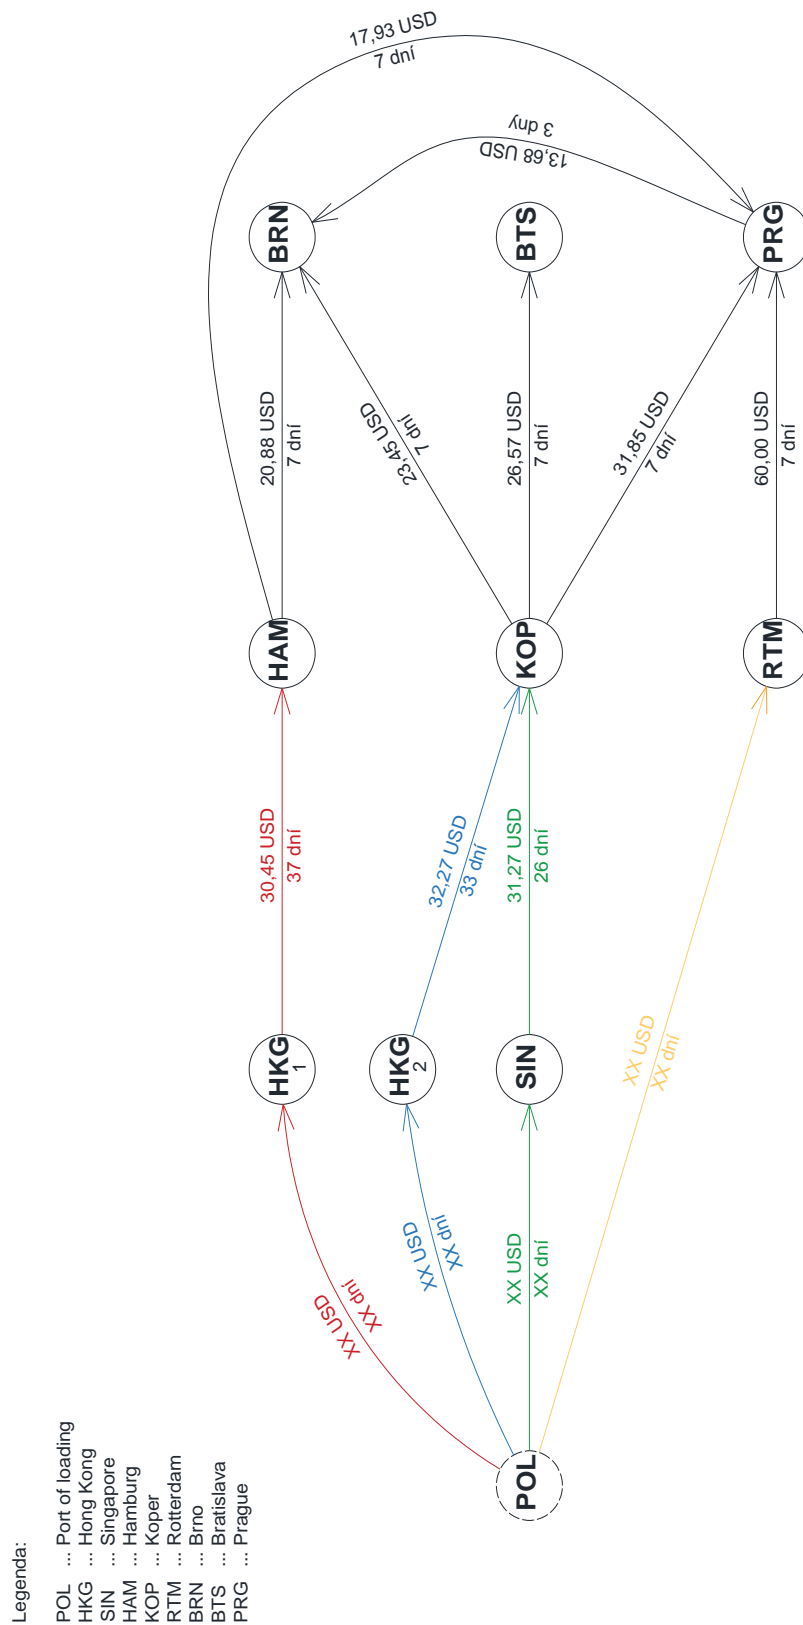 Legenda:
POL ... Port of loading
HKG ... Hong Kong
SIN ... Singapore
HAM ... Hamburg
KOP ... Koper
RTM ... Rotterdam
BRN ... Brno
BTS ... Bratislava
PRG ... Prague
POL
XX USD
XX dní
XX USD
XX dní
XX USD
XX dní
XX USD
XX dní
HKG
1
HKG
2
SIN
30,45 USD
37 dní
32,27 USD
33 dní
31,27 USD
26 dní
HAM
KOP
RTM
20,88 USD
7 dní
23,45 USD
7 dní
26,57 USD
7 dní
31,85 USD
7 dní
60,00 USD
7 dní
BRN
BTS
PRG
17,93 USD
7 dní
13,68 USD
3 dny